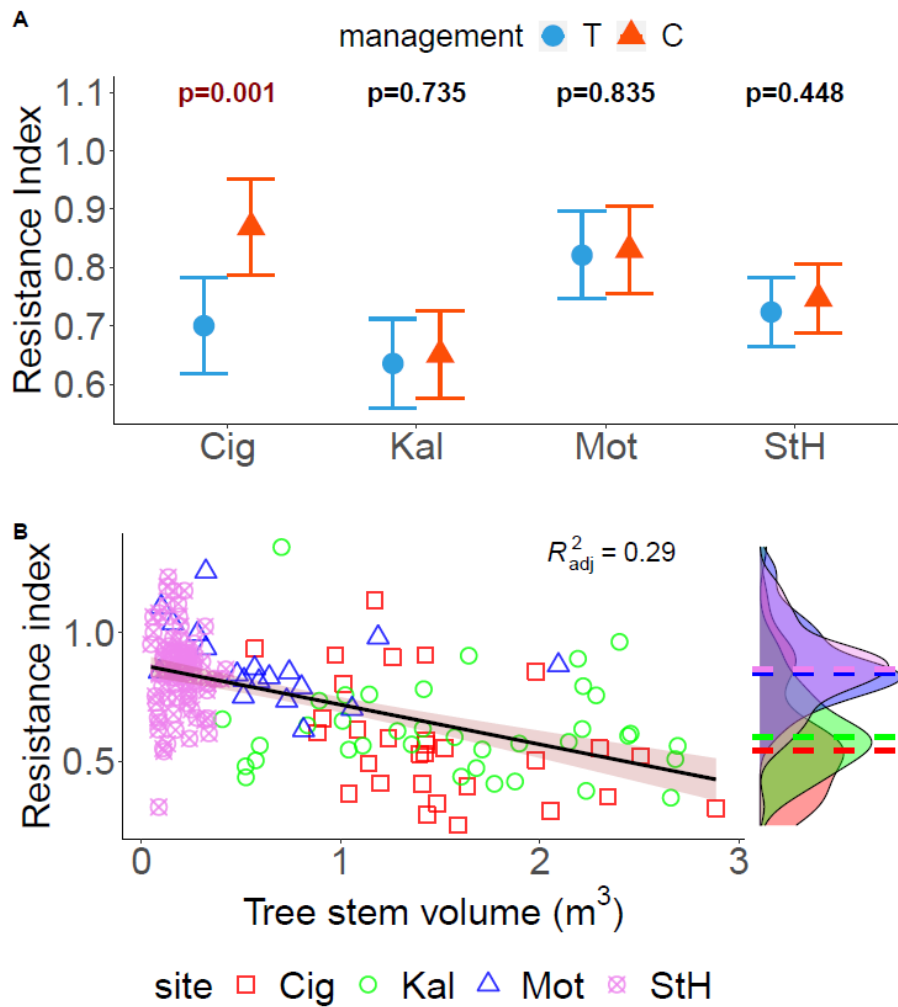 A
management T C
Resistance Index
1.1
1.0
0.9
0.8
0.7
0.6
p=0.001 p=0.735 p=0.835 p=0.448
Cig Kal Mot StH
B
Resistance index
1.0
0.5
R²adj = 0.29
0 1 2 3
Tree stem volume (m³)
site Cig Kal Mot StH